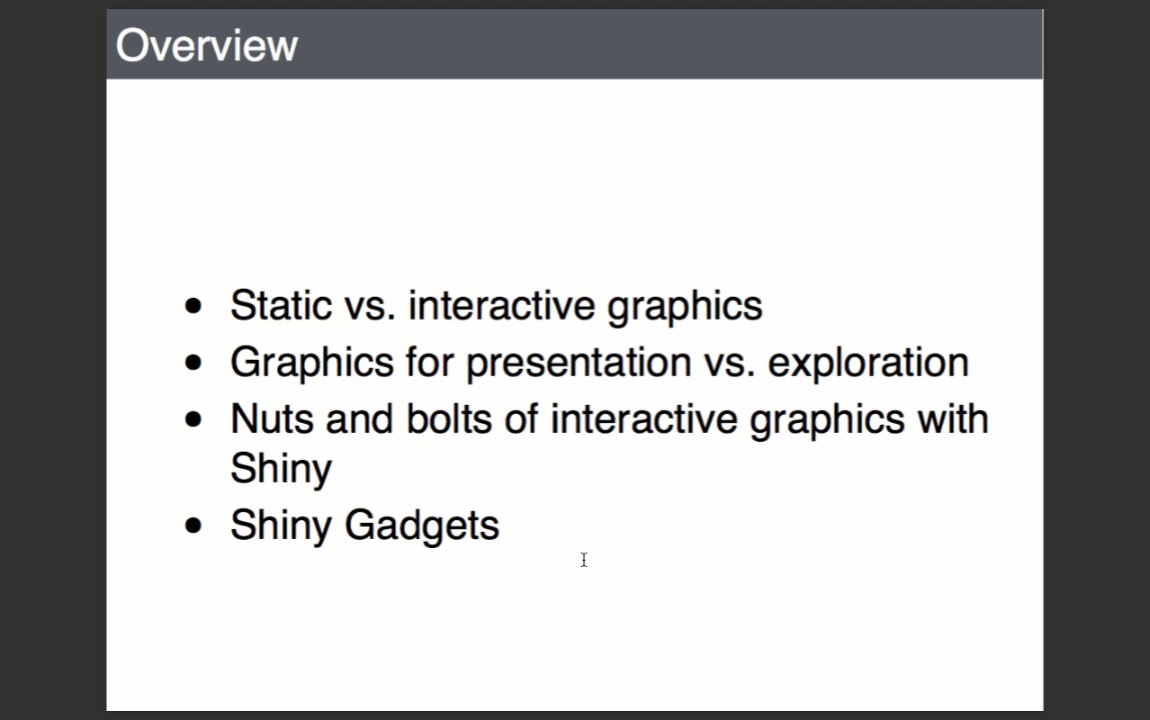 Overview
• Static vs. interactive graphics
• Graphics for presentation vs. exploration
• Nuts and bolts of interactive graphics with
Shiny
• Shiny Gadgets